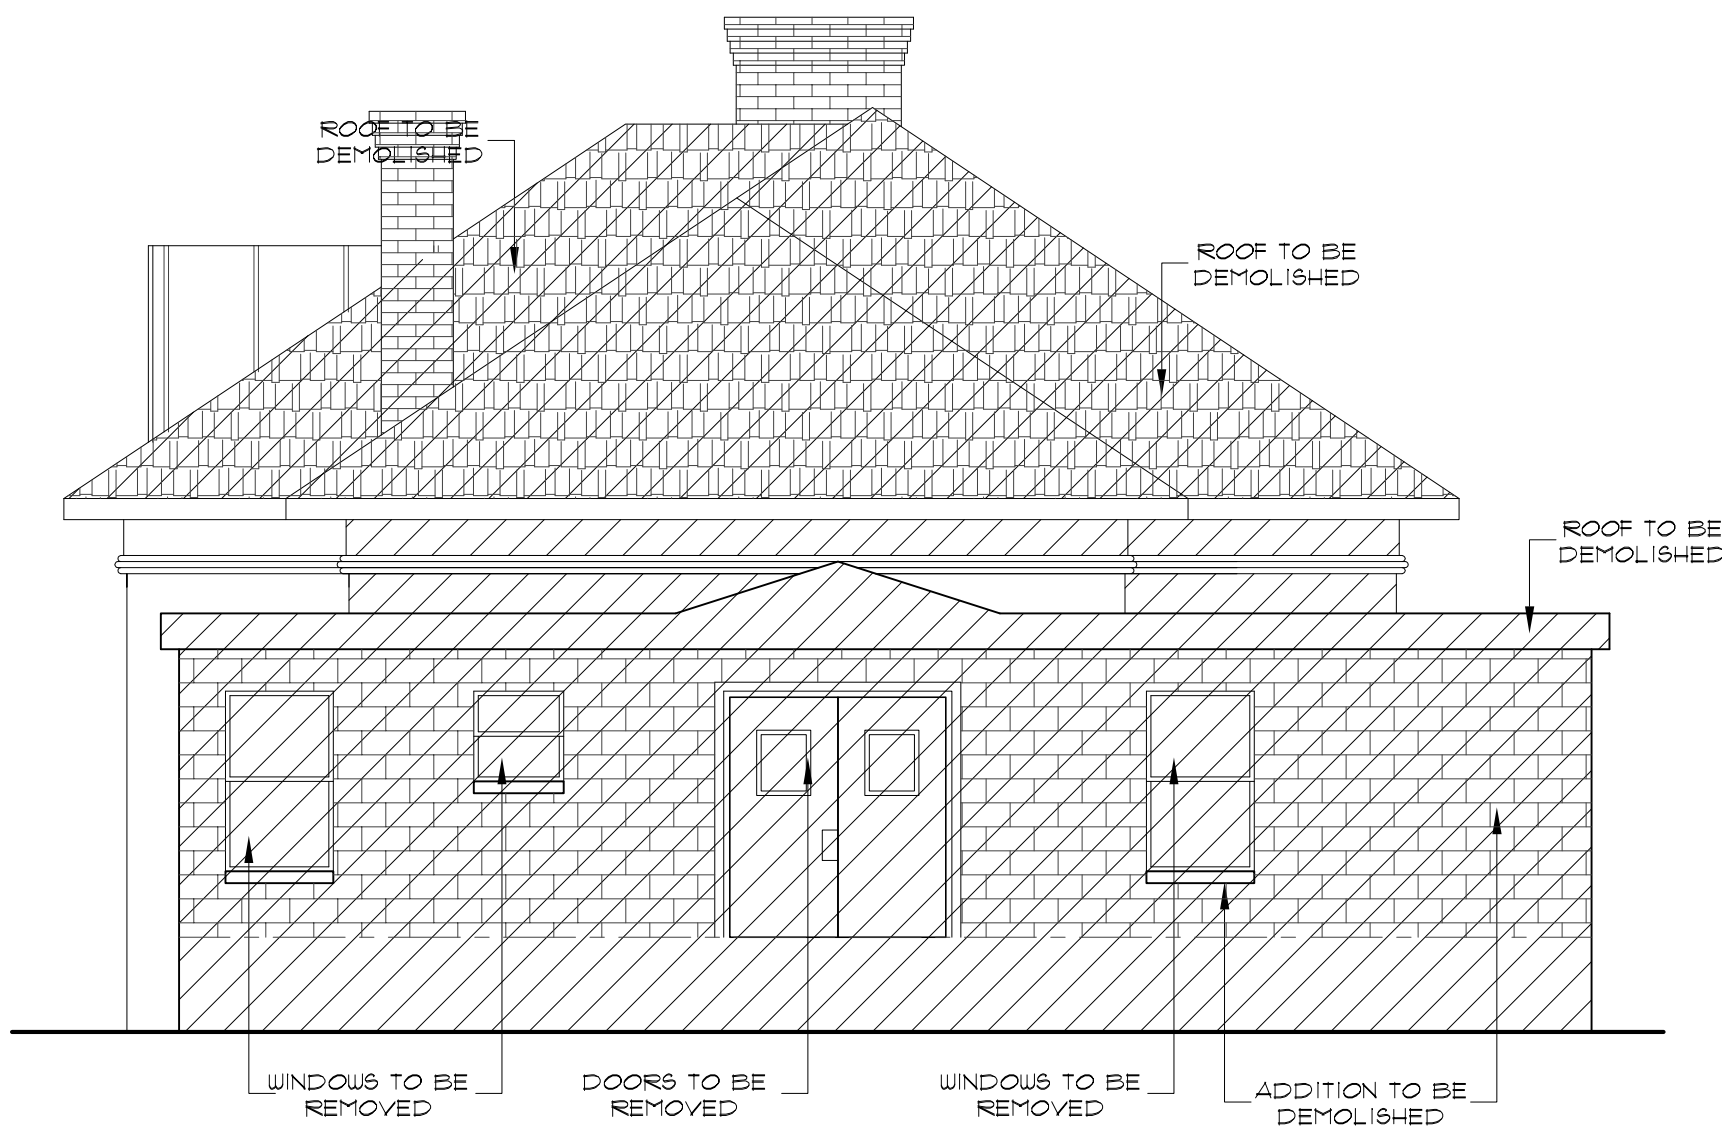 ROOF TO BE
DEMOLISHED
ROOF TO BE
DEMOLISHED
ROOF TO BE
DEMOLISHED
WINDOWS TO BE
REMOVED
DOORS TO BE
REMOVED
WINDOWS TO BE
REMOVED
ADDITION TO BE
DEMOLISHED